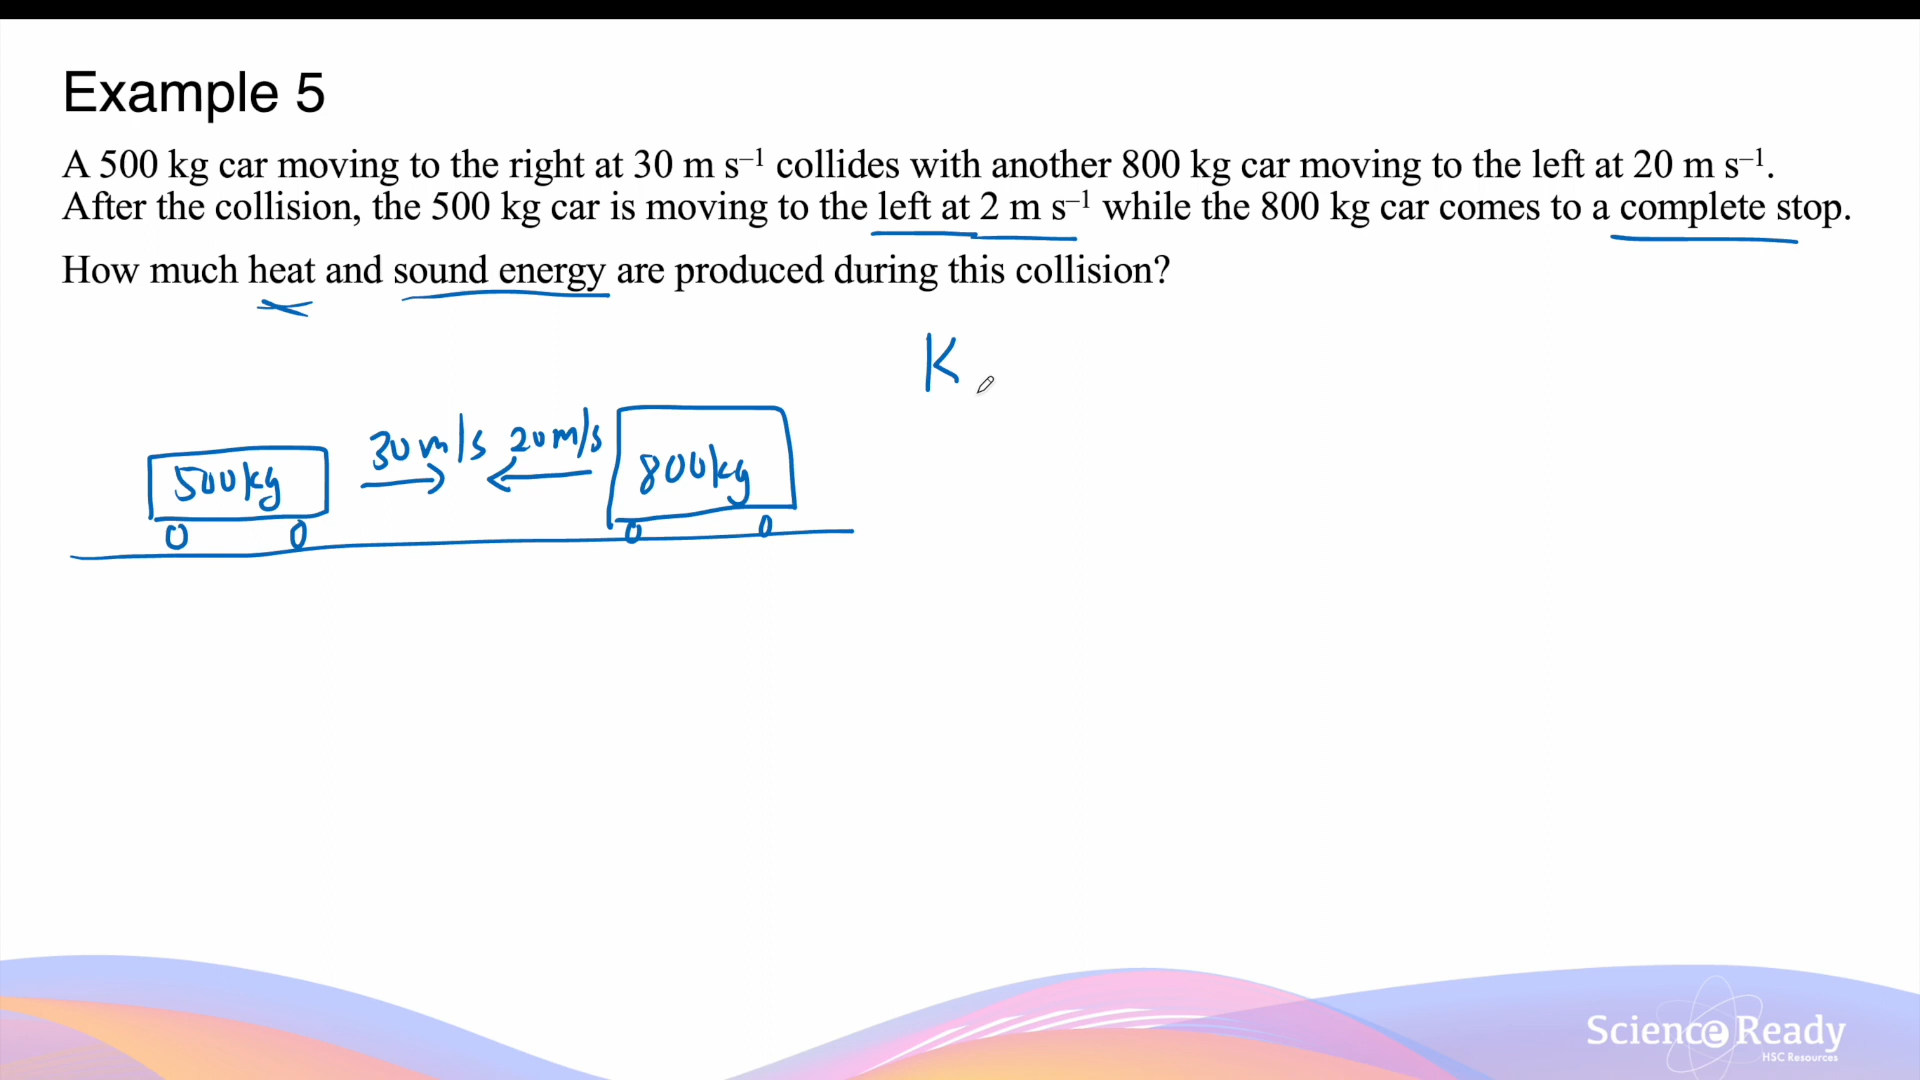 Example 5
A 500 kg car moving to the right at 30 m s⁻¹ collides with another 800 kg car moving to the left at 20 m s⁻¹.
After the collision, the 500 kg car is moving to the left at 2 m s⁻¹ while the 800 kg car comes to a complete stop.
How much heat and sound energy are produced during this collision?
K
30m/s 20m/s
500kg 800kg
Science Ready
HSC Resources